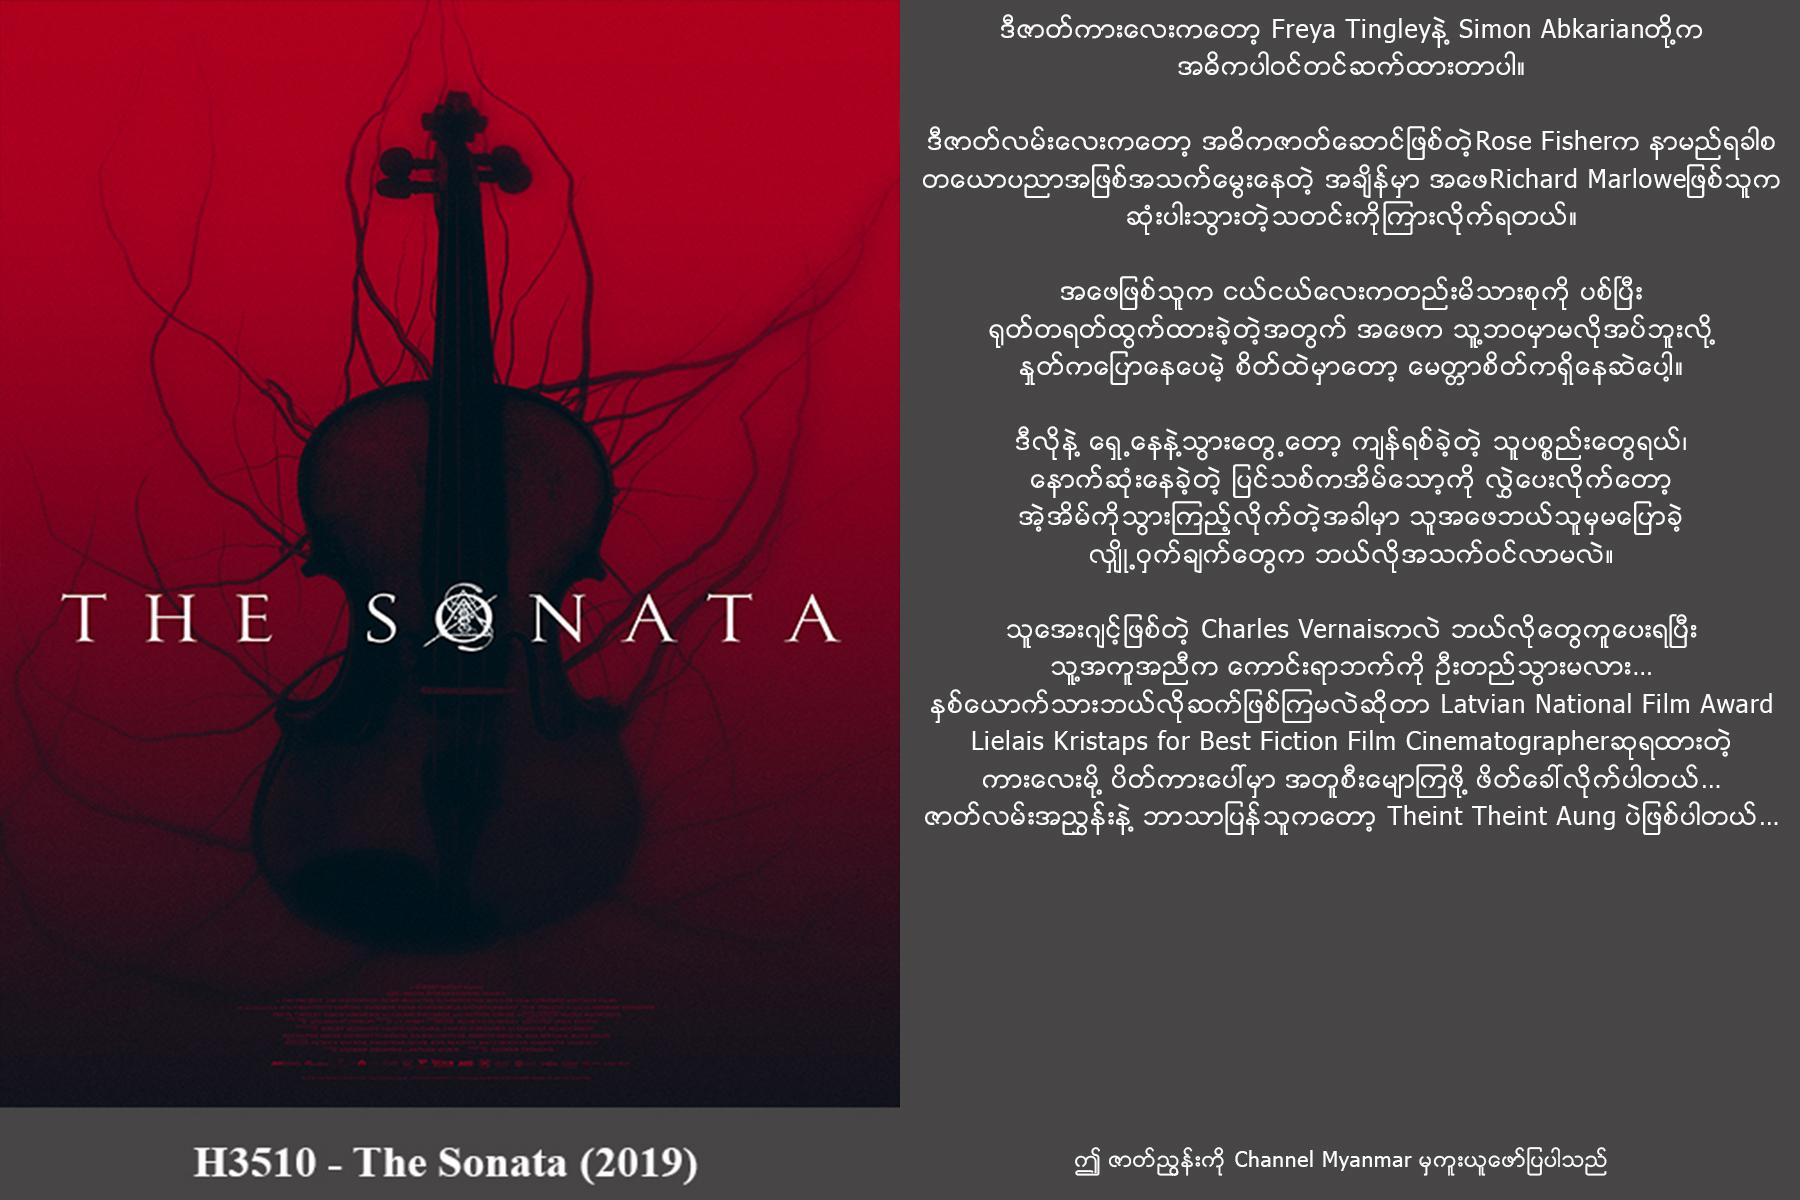 THE SONATA
H3510 - The Sonata (2019)
ဒီဇာတ်ကားလေးကတော့ Freya Tingleyနဲ့ Simon Abkarianတို့က
အဓိကပါဝင်တင်ဆက်ထားတာပါ။
ဒီဇာတ်လမ်းလေးကတော့ အဓိကဇာတ်ဆောင်ဖြစ်တဲ့Rose Fisherက နာမည်ရခါစ
တယောပညာအဖြစ်အသက်မွေးနေတဲ့ အချိန်မှာ အဖေRichard Marloweဖြစ်သူက
ဆုံးပါးသွားတဲ့သတင်းကိုကြားလိုက်ရတယ်။
အဖေဖြစ်သူက ငယ်ငယ်လေးကတည်းမိသားစုကို ပစ်ပြီး
ရုတ်တရတ်ထွက်ထားခဲ့တဲ့အတွက် အဖေက သူ့ဘဝမှာမလိုအပ်ဘူးလို့
နှုတ်ကပြောနေပေမဲ့ စိတ်ထဲမှာတော့ မေတ္တာစိတ်ကရှိနေဆဲပေါ့။
ဒီလိုနဲ့ ရှေ့နေနဲ့သွားတွေ့တော့ ကျန်ရစ်ခဲ့တဲ့ သူပစ္စည်းတွေရယ်၊
နောက်ဆုံးနေခဲ့တဲ့ ပြင်သစ်ကအိမ်သော့ကို လွှဲပေးလိုက်တော့
အဲ့အိမ်ကိုသွားကြည့်လိုက်တဲ့အခါမှာ သူအဖေဘယ်သူမှမပြောခဲ့
လျှို့ဝှက်ချက်တွေက ဘယ်လိုအသက်ဝင်လာမလဲ။
သူအေးဂျင့်ဖြစ်တဲ့ Charles Vernaisကလဲ ဘယ်လိုတွေကူပေးရပြီး
သူ့အကူအညီက ကောင်းရာဘက်ကို ဦးတည်သွားမလား...
နှစ်ယောက်သားဘယ်လိုဆက်ဖြစ်ကြမလဲဆိုတာ Latvian National Film Award
Lielais Kristaps for Best Fiction Film Cinematographerဆုရထားတဲ့
ကားလေးမို့ ပိတ်ကားပေါ်မှာ အတူစီးမျောကြဖို့ ဖိတ်ခေါ်လိုက်ပါတယ်...
ဇာတ်လမ်းအညွှန်းနဲ့ ဘာသာပြန်သူကတော့ Theint Theint Aung ပဲဖြစ်ပါတယ်...
ဤ ဇာတ်ညွှန်းကို Channel Myanmar မှကူးယူဖော်ပြပါသည်